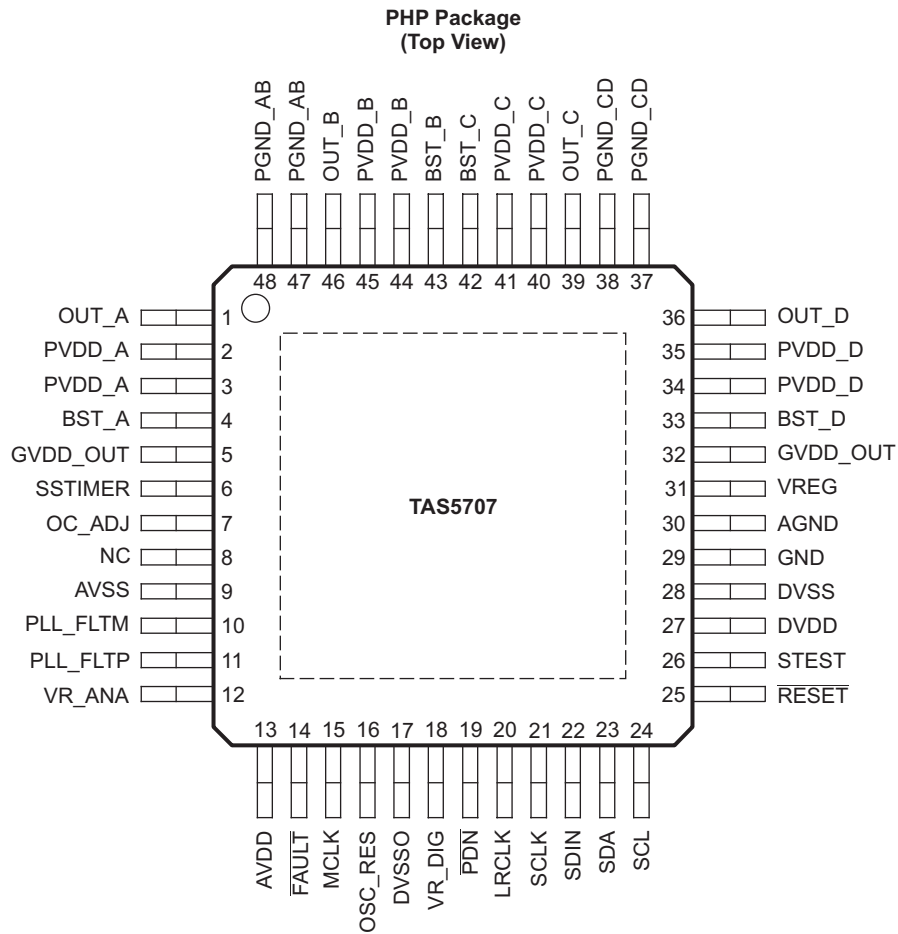 PHP Package
(Top View)
PGND_AB
PGND_AB
OUT_B
PVDD_B
PVDD_B
BST_B
BST_C
PVDD_C
PVDD_C
OUT_C
PGND_CD
PGND_CD
48 47 46 45 44 43 42 41 40 39 38 37
OUT_A 1
PVDD_A 2
PVDD_A 3
BST_A 4
GVDD_OUT 5
SSTIMER 6
OC_ADJ 7
NC 8
AVSS 9
PLL_FLTM 10
PLL_FLTP 11
VR_ANA 12
TAS5707
36 OUT_D
35 PVDD_D
34 PVDD_D
33 BST_D
32 GVDD_OUT
31 VREG
30 AGND
29 GND
28 DVSS
27 DVDD
26 STEST
25 RESET
13 14 15 16 17 18 19 20 21 22 23 24
AVDD
FAULT
MCLK
OSC_RES
DVSSO
VR_DIG
PDN
LRCLK
SCLK
SDIN
SDA
SCL